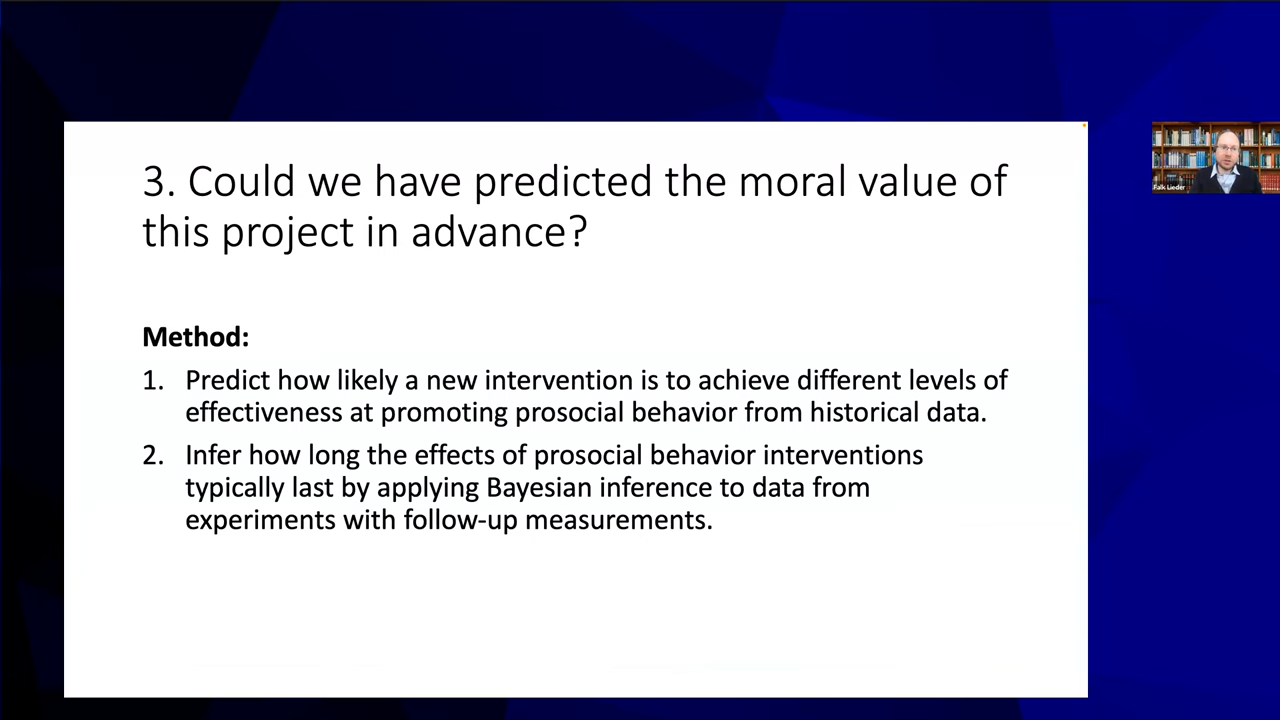 3. Could we have predicted the moral value of
this project in advance?
Method:
1. Predict how likely a new intervention is to achieve different levels of
effectiveness at promoting prosocial behavior from historical data.
2. Infer how long the effects of prosocial behavior interventions
typically last by applying Bayesian inference to data from
experiments with follow-up measurements.
Falk Lieder